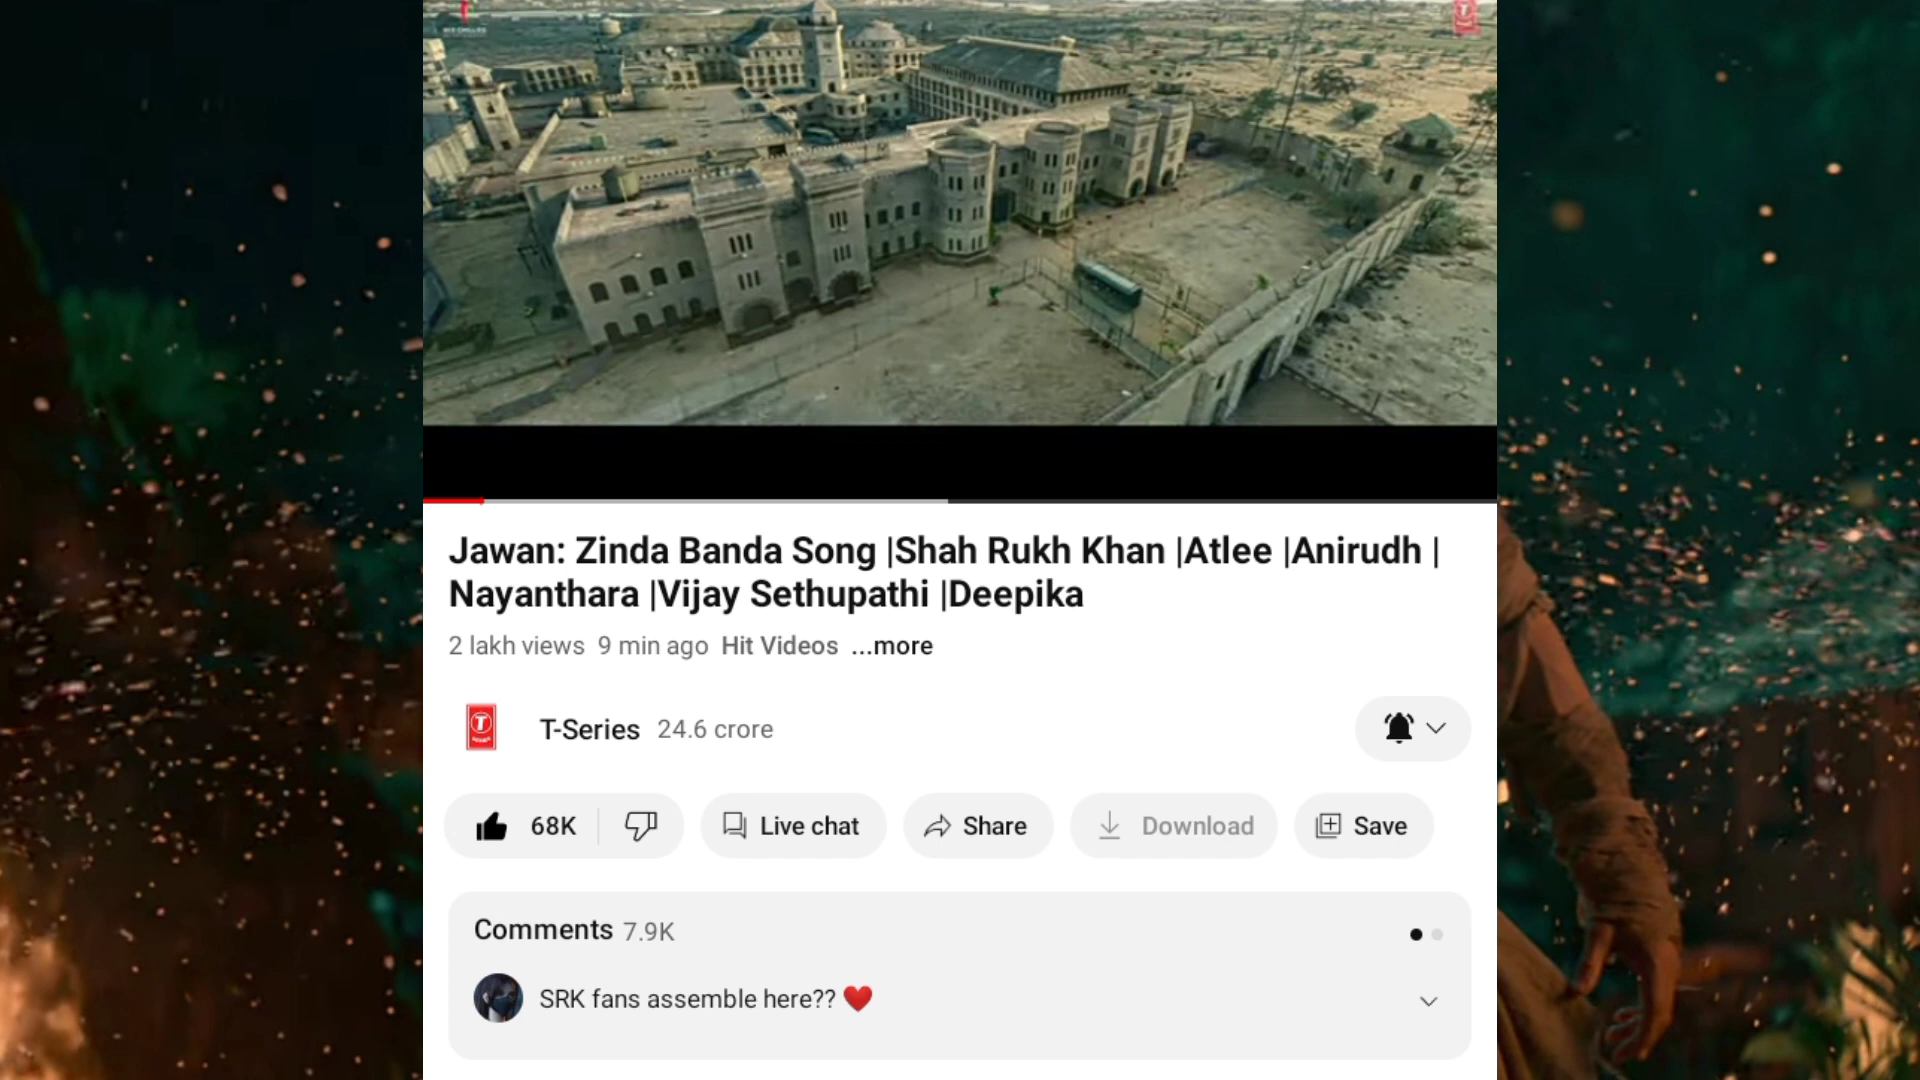 Jawan: Zinda Banda Song |Shah Rukh Khan |Atlee |Anirudh |
Nayanthara |Vijay Sethupathi |Deepika
2 lakh views 9 min ago Hit Videos ...more
T-Series 24.6 crore
68K
Live chat
Share
Download
Save
Comments 7.9K
SRK fans assemble here?? ❤️